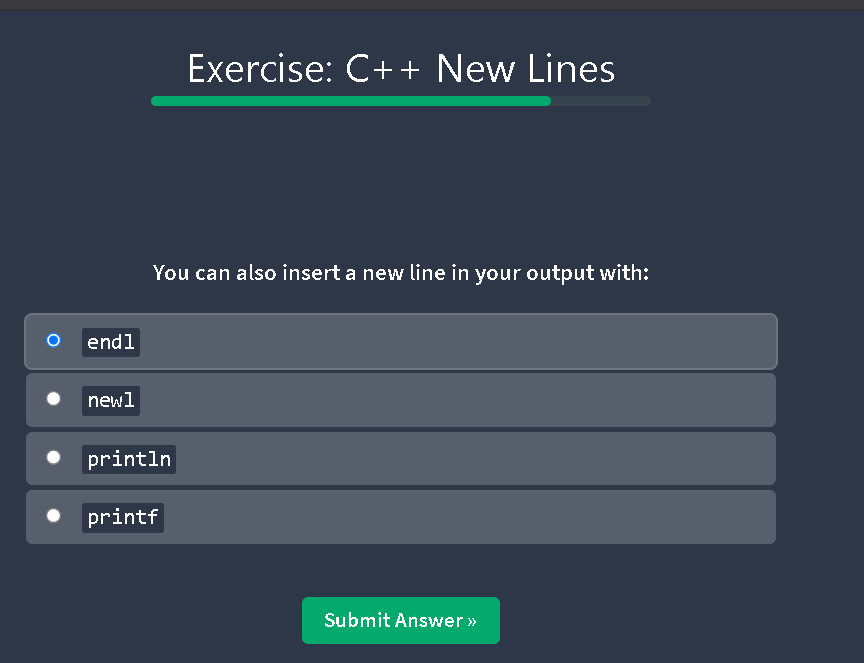 Exercise: C++ New Lines
You can also insert a new line in your output with:
endl
newl
println
printf
Submit Answer »